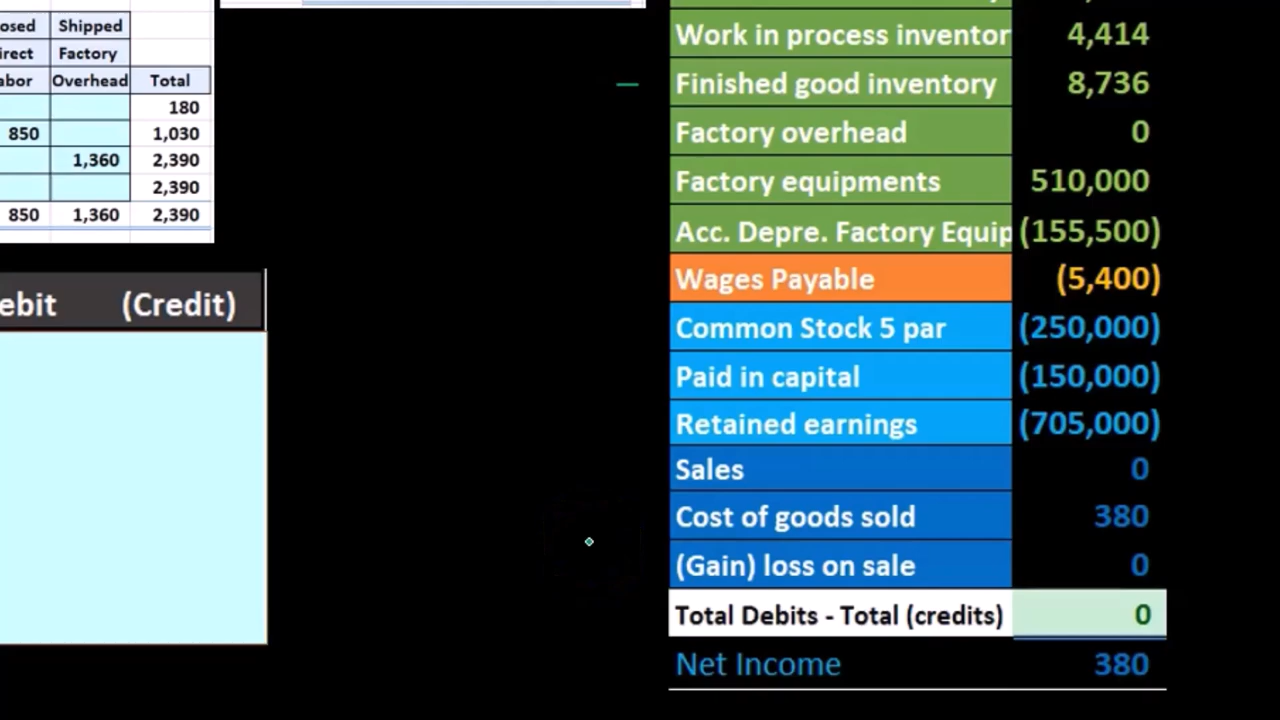 osed Shipped
irect Factory
abor Overhead Total
180
850 1,030
1,360 2,390
2,390
850 1,360 2,390
ebit (Credit)
Work in process inventor 4,414
Finished good inventory 8,736
Factory overhead 0
Factory equipments 510,000
Acc. Depre. Factory Equip (155,500)
Wages Payable (5,400)
Common Stock 5 par (250,000)
Paid in capital (150,000)
Retained earnings (705,000)
Sales 0
Cost of goods sold 380
(Gain) loss on sale 0
Total Debits - Total (credits) 0
Net Income 380